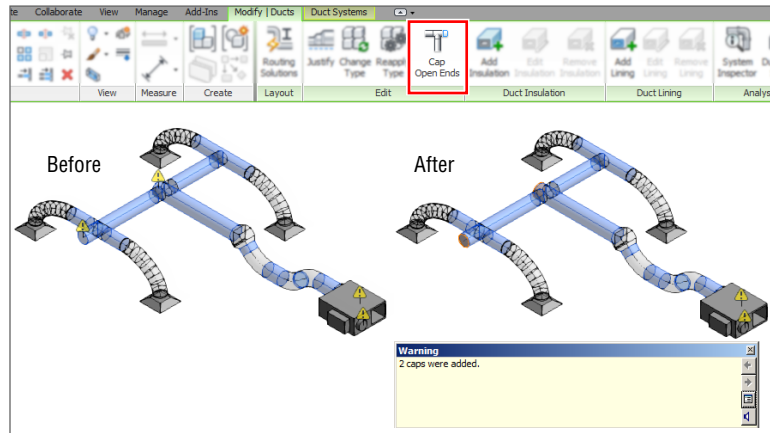 te Collaborate View Manage Add-Ins Modify | Ducts Duct Systems
Routing Solutions
Justify
Change Type
Reappl Type
Cap Open Ends
Add Insulation
Edit Insulation
Remove Insulation
Add Lining
Edit Lining
Remove Lining
System Inspector
Du
View Measure Create Layout Edit Duct Insulation Duct Lining Analys
Before
After
Warning
2 caps were added.